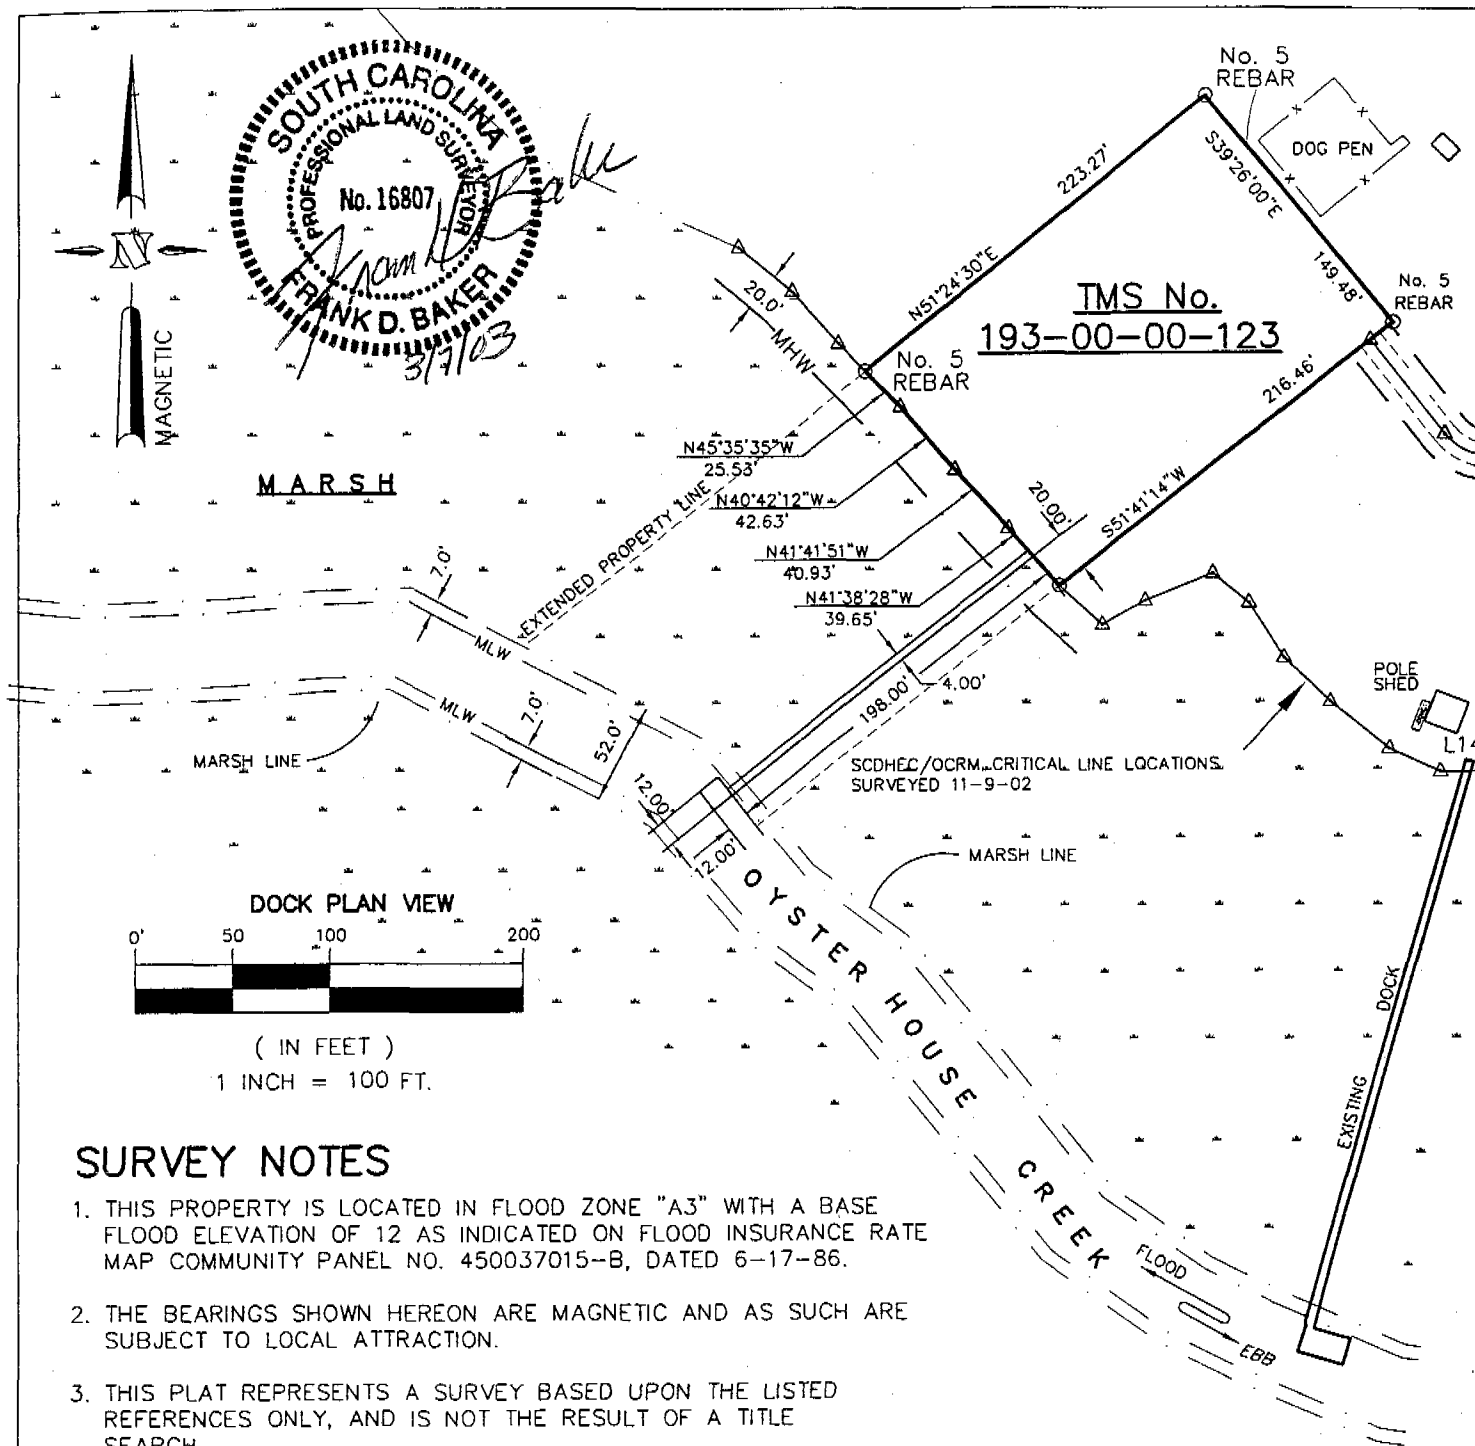 SOUTH CAROLINA
PROFESSIONAL LAND SURVEYOR
No. 16807
FRANK D. BAKER
Frank D Baker
3/7/03
N
MAGNETIC
No. 5
REBAR
DOG PEN
223.27'
S39°26'00"E
N51°24'30"E
149.48'
No. 5
REBAR
TMS No.
193-00-00-123
20.0'
MHW
No. 5
REBAR
216.46'
S51°41'14"W
MARSH
N45°35'35"W
25.53'
N40°42'12"W
42.63'
N41°41'51"W
40.93'
N41°38'28"W
39.65'
20.00'
EXTENDED PROPERTY LINE
7.0'
MLW
MLW
7.0'
52.0'
4.00'
198.00'
12.00'
12.00'
MARSH LINE
SCDHEC/OCRM CRITICAL LINE LOCATIONS
SURVEYED 11-9-02
POLE
SHED
L14
MARSH LINE
OYSTER HOUSE CREEK
DOCK PLAN VIEW
0' 50 100 200
( IN FEET )
1 INCH = 100 FT.
EXISTING DOCK
FLOOD
EBB
SURVEY NOTES
1. THIS PROPERTY IS LOCATED IN FLOOD ZONE "A3" WITH A BASE
FLOOD ELEVATION OF 12 AS INDICATED ON FLOOD INSURANCE RATE
MAP COMMUNITY PANEL NO. 450037015-B, DATED 6-17-86.
2. THE BEARINGS SHOWN HEREON ARE MAGNETIC AND AS SUCH ARE
SUBJECT TO LOCAL ATTRACTION.
3. THIS PLAT REPRESENTS A SURVEY BASED UPON THE LISTED
REFERENCES ONLY, AND IS NOT THE RESULT OF A TITLE
SEARCH